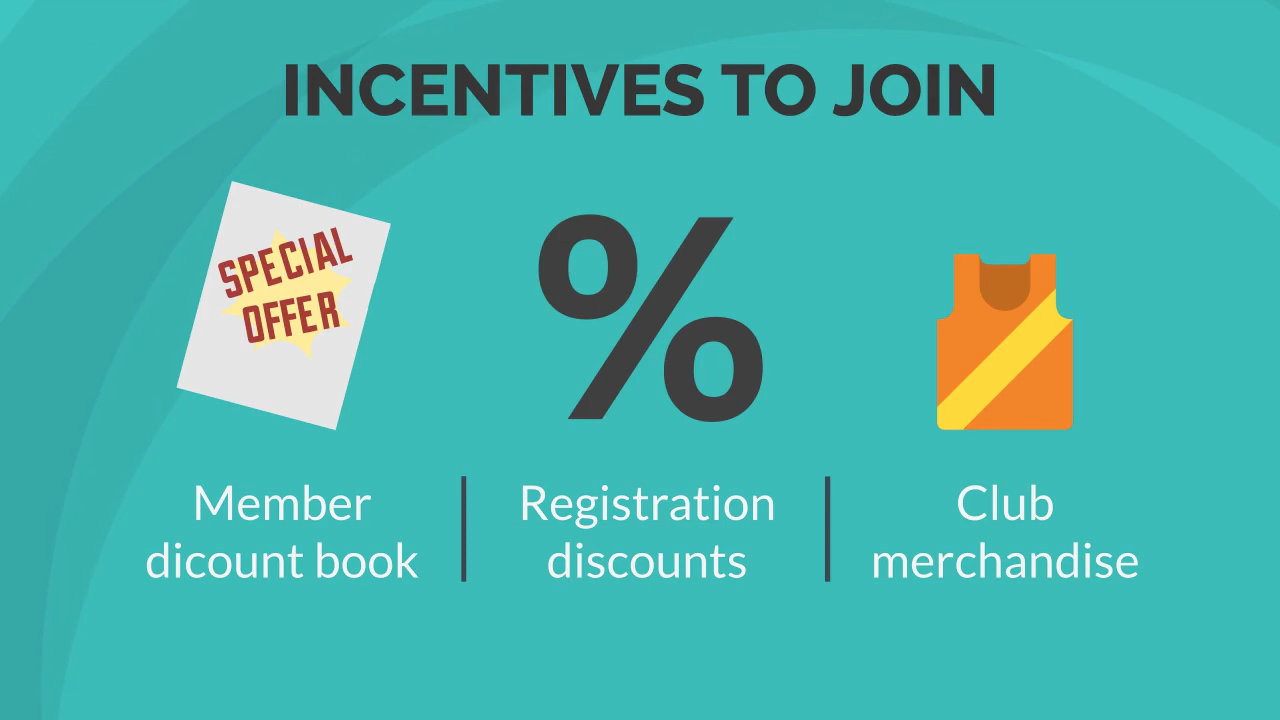 INCENTIVES TO JOIN
SPECIAL
OFFER
%
Member
dicount book
Registration
discounts
Club
merchandise